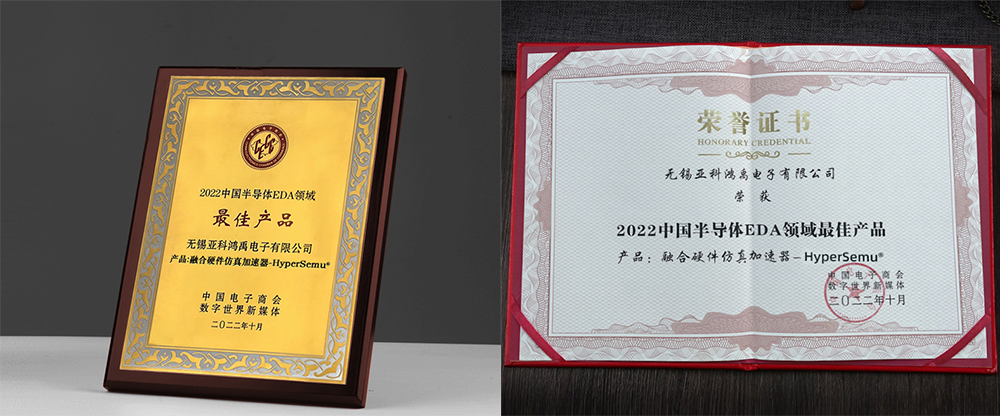 2022中国半导体EDA领域
最佳产品
无锡亚科鸿禹电子有限公司
产品:融合硬件仿真加速器-HyperSemu®
中国电子商会
数字世界新媒体
二〇二二年十月
荣誉证书
HONORARY CREDENTIAL
无锡亚科鸿禹电子有限公司
荣获
2022中国半导体EDA领域最佳产品
产品：融合硬件仿真加速器-HyperSemu®
中国电子商会
数字世界新媒体
二〇二二年十月